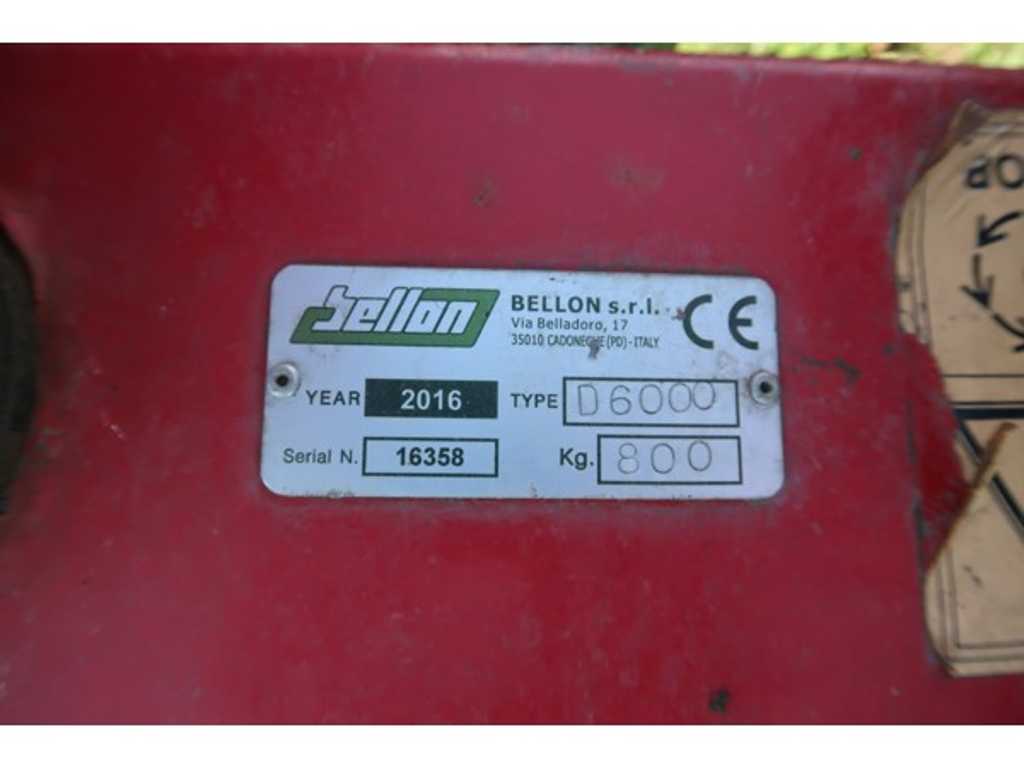 bellon
BELLON s.r.l.
Via Belladoro, 17
35010 CADONEGHE (PD) - ITALY
CE
YEAR 2016 TYPE D6000
Serial N. 16358 Kg. 800